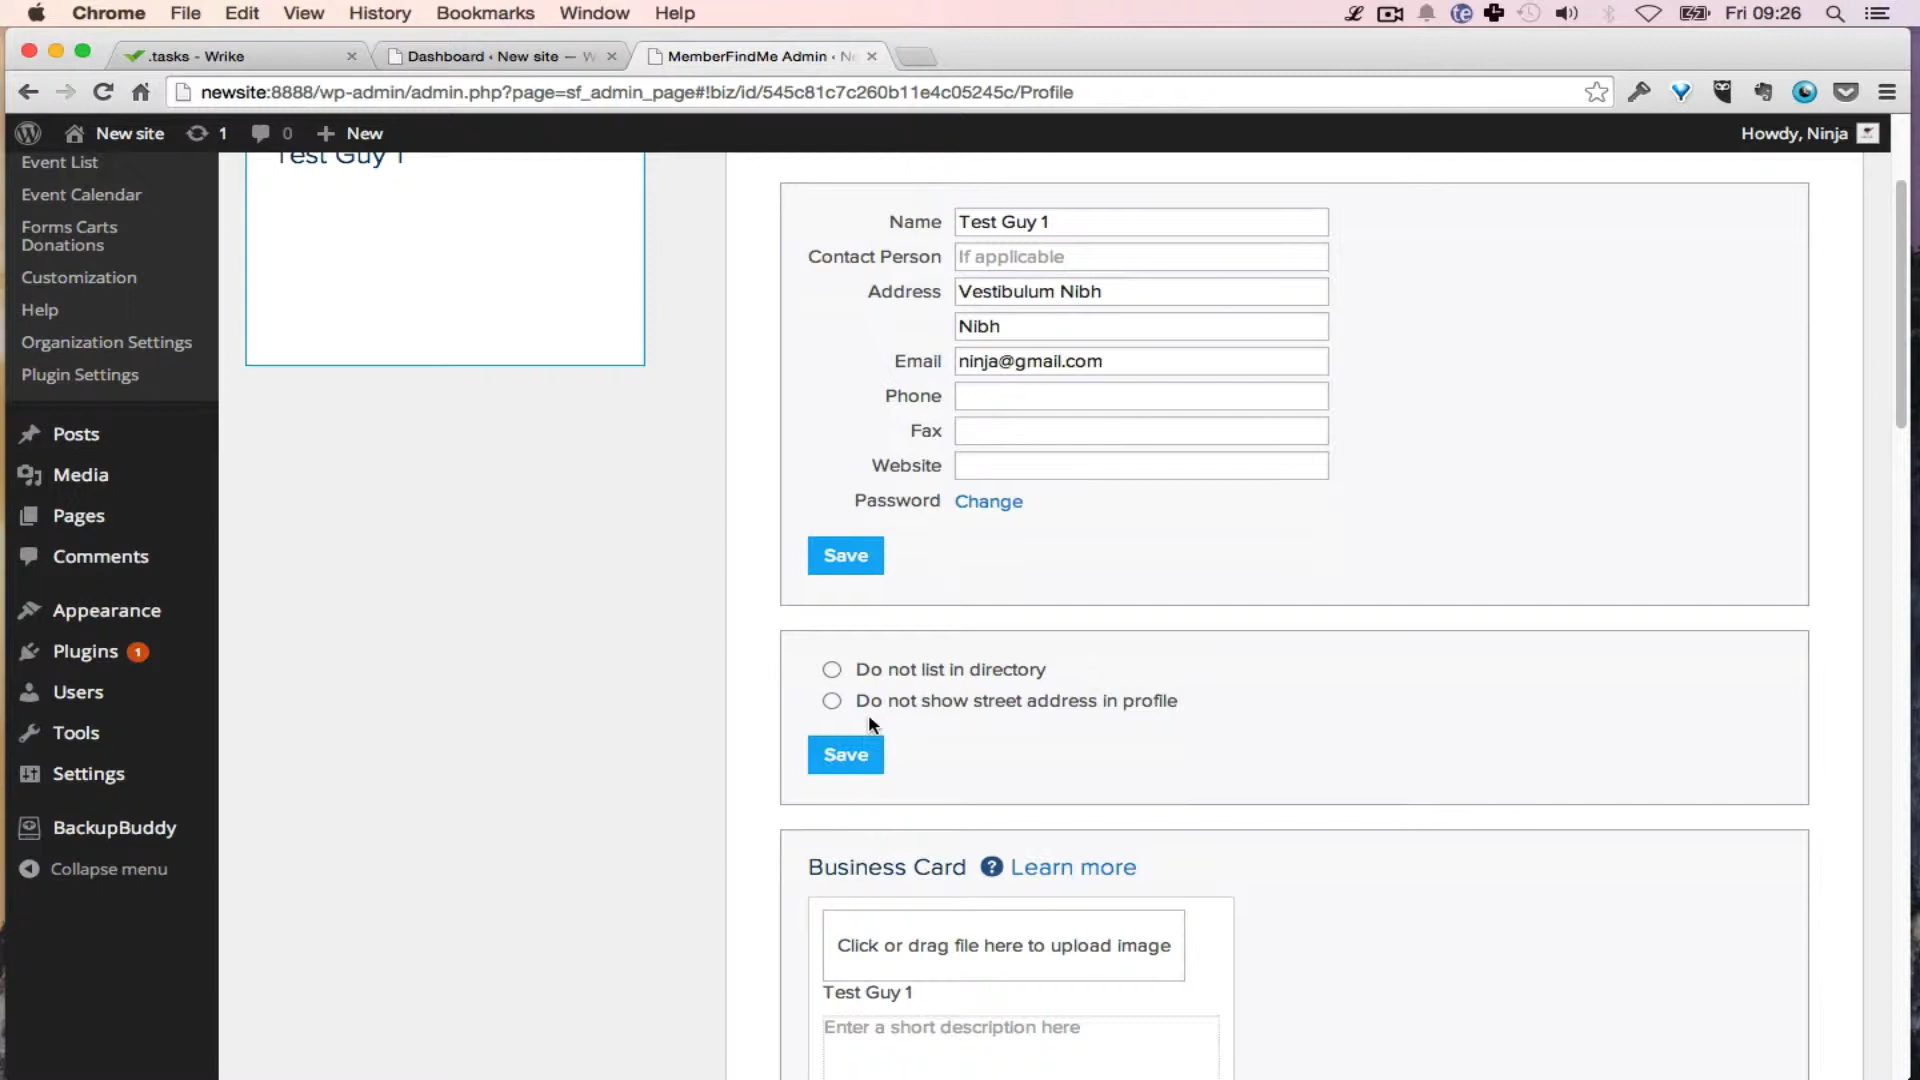 Chrome File Edit View History Bookmarks Window Help Fri 09:26
.tasks - Wrike
Dashboard ‹ New site —
MemberFindMe Admin ‹
newsite:8888/wp-admin/admin.php?page=sf_admin_page#!biz/id/545c81c7c260b11e4c05245c/Profile
New site 1 0 + New Howdy, Ninja
Event List
Event Calendar
Forms Carts
Donations
Customization
Help
Organization Settings
Plugin Settings
Posts
Media
Pages
Comments
Appearance
Plugins 1
Users
Tools
Settings
BackupBuddy
Collapse menu
Test Guy 1
Name Test Guy 1
Contact Person If applicable
Address Vestibulum Nibh
Nibh
Email ninja@gmail.com
Phone
Fax
Website
Password Change
Save
Do not list in directory
Do not show street address in profile
Save
Business Card ? Learn more
Click or drag file here to upload image
Test Guy 1
Enter a short description here